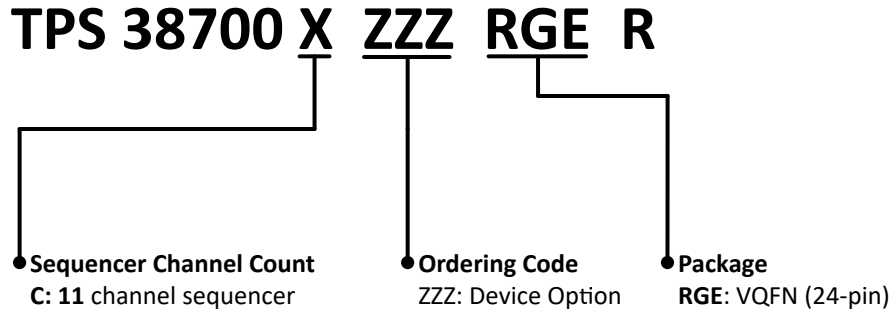 TPS 38700 X ZZZ RGE R
Sequencer Channel Count
C: 11 channel sequencer
Ordering Code
ZZZ: Device Option
Package
RGE: VQFN (24-pin)